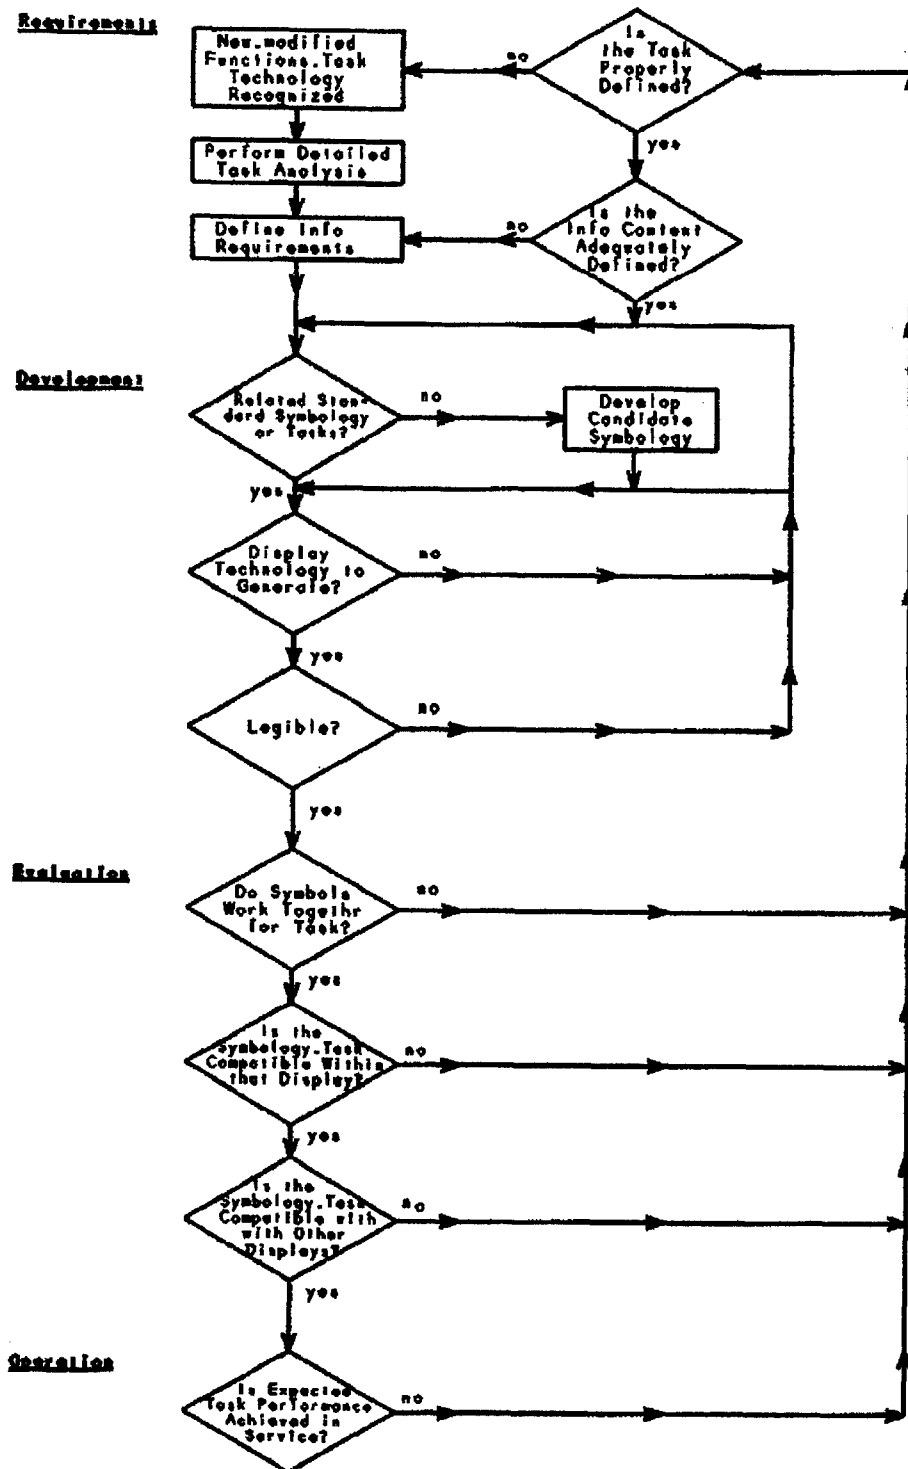 Requirements
New.modified
Functions.Task
Technology
Recognized
no
Is
the Task
Properly
Defined?
yes
Perform Detailed
Task Analysis
Define Info
Requirements
no
Is the
Info Content
Adequately
Defined?
yes
Development
Related Stan-
derd Symbology
or Tasks?
no
Develop
Candidate
Symbology
yes
Display
Technology to
Generate?
no
yes
Legible?
no
yes
Evaluation
Do Symbols
Work Togethr
for Task?
no
yes
Is the
Symbology.Task
Compatible Within
that Display?
no
yes
Is the
Symbology.Task
Compatible with
with Other
Displays?
no
yes
Operation
Is Expected
Task Performance
Achieved in
Service?
no